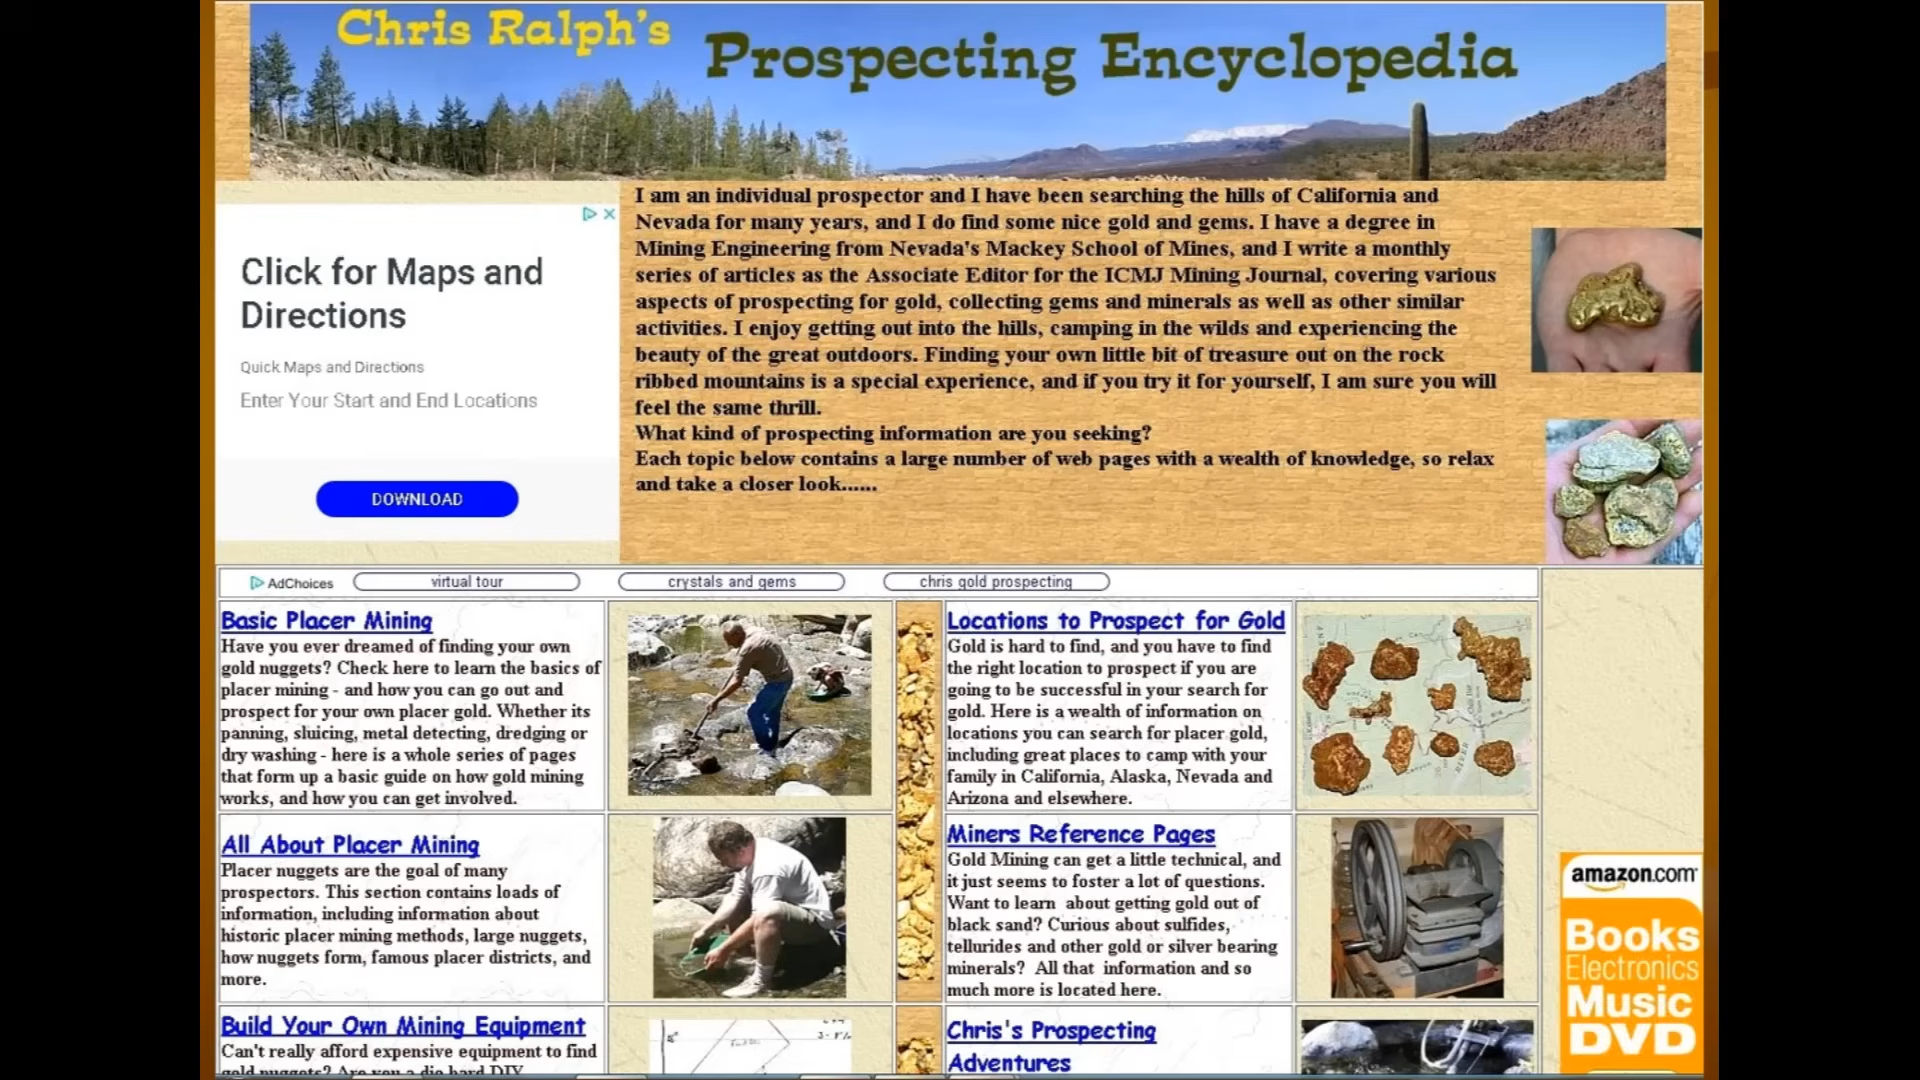 Chris Ralph's
Prospecting Encyclopedia
Click for Maps and
Directions
Quick Maps and Directions
Enter Your Start and End Locations
DOWNLOAD
I am an individual prospector and I have been searching the hills of California and
Nevada for many years, and I do find some nice gold and gems. I have a degree in
Mining Engineering from Nevada's Mackey School of Mines, and I write a monthly
series of articles as the Associate Editor for the ICMJ Mining Journal, covering various
aspects of prospecting for gold, collecting gems and minerals as well as other similar
activities. I enjoy getting out into the hills, camping in the wilds and experiencing the
beauty of the great outdoors. Finding your own little bit of treasure out on the rock
ribbed mountains is a special experience, and if you try it for yourself, I am sure you will
feel the same thrill.
What kind of prospecting information are you seeking?
Each topic below contains a large number of web pages with a wealth of knowledge, so relax
and take a closer look......
AdChoices
virtual tour
crystals and gems
chris gold prospecting
Basic Placer Mining
Have you ever dreamed of finding your own
gold nuggets? Check here to learn the basics of
placer mining - and how you can go out and
prospect for your own placer gold. Whether its
panning, sluicing, metal detecting, dredging or
dry washing - here is a whole series of pages
that form up a basic guide on how gold mining
works, and how you can get involved.
Locations to Prospect for Gold
Gold is hard to find, and you have to find
the right location to prospect if you are
going to be successful in your search for
gold. Here is a wealth of information on
locations you can search for placer gold,
including great places to camp with your
family in California, Alaska, Nevada and
Arizona and elsewhere.
All About Placer Mining
Placer nuggets are the goal of many
prospectors. This section contains loads of
information, including information about
historic placer mining methods, large nuggets,
how nuggets form, famous placer districts, and
more.
Miners Reference Pages
Gold Mining can get a little technical, and
it just seems to foster a lot of questions.
Want to learn about getting gold out of
black sand? Curious about sulfides,
tellurides and other gold or silver bearing
minerals? All that information and so
much more is located here.
amazon.com
Books
Electronics
Music
DVD
Build Your Own Mining Equipment
Can't really afford expensive equipment to find
gold nuggets? Are you a die hard DIY
Chris's Prospecting
Adventures